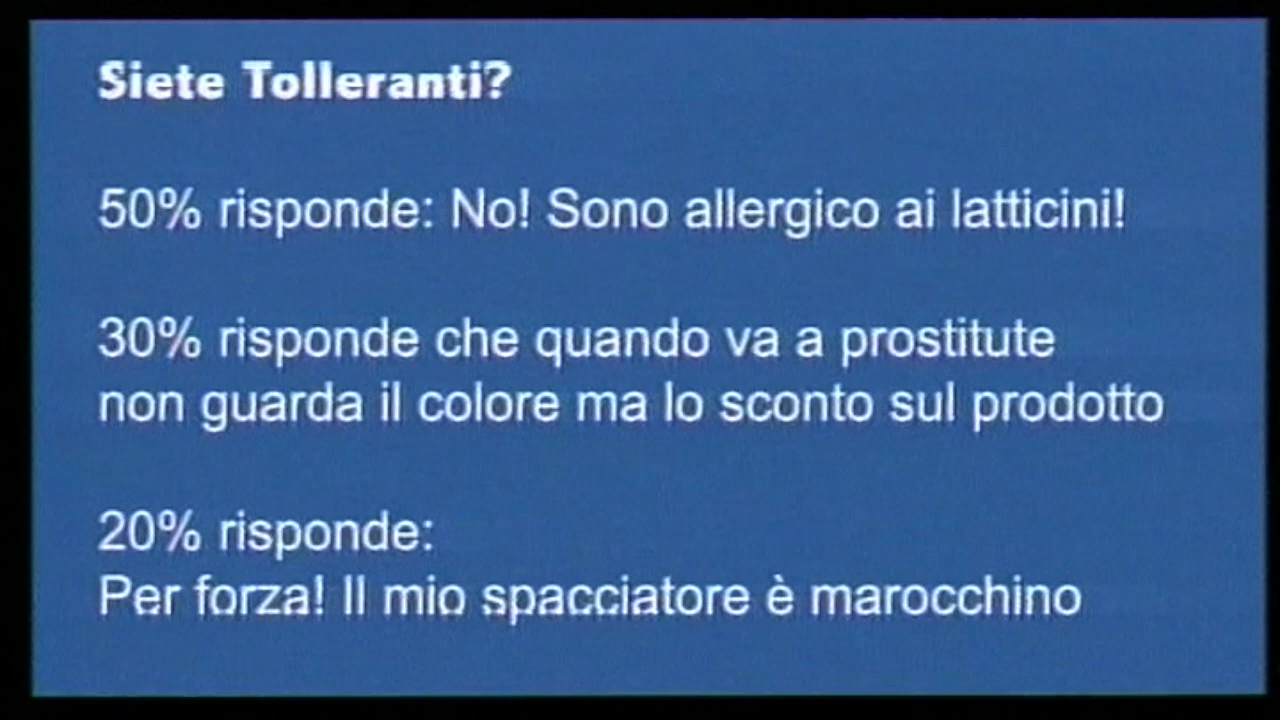 Siete Tolleranti?
50% risponde: No! Sono allergico ai latticini!
30% risponde che quando va a prostitute
non guarda il colore ma lo sconto sul prodotto
20% risponde:
Per forza! Il mio spacciatore è marocchino